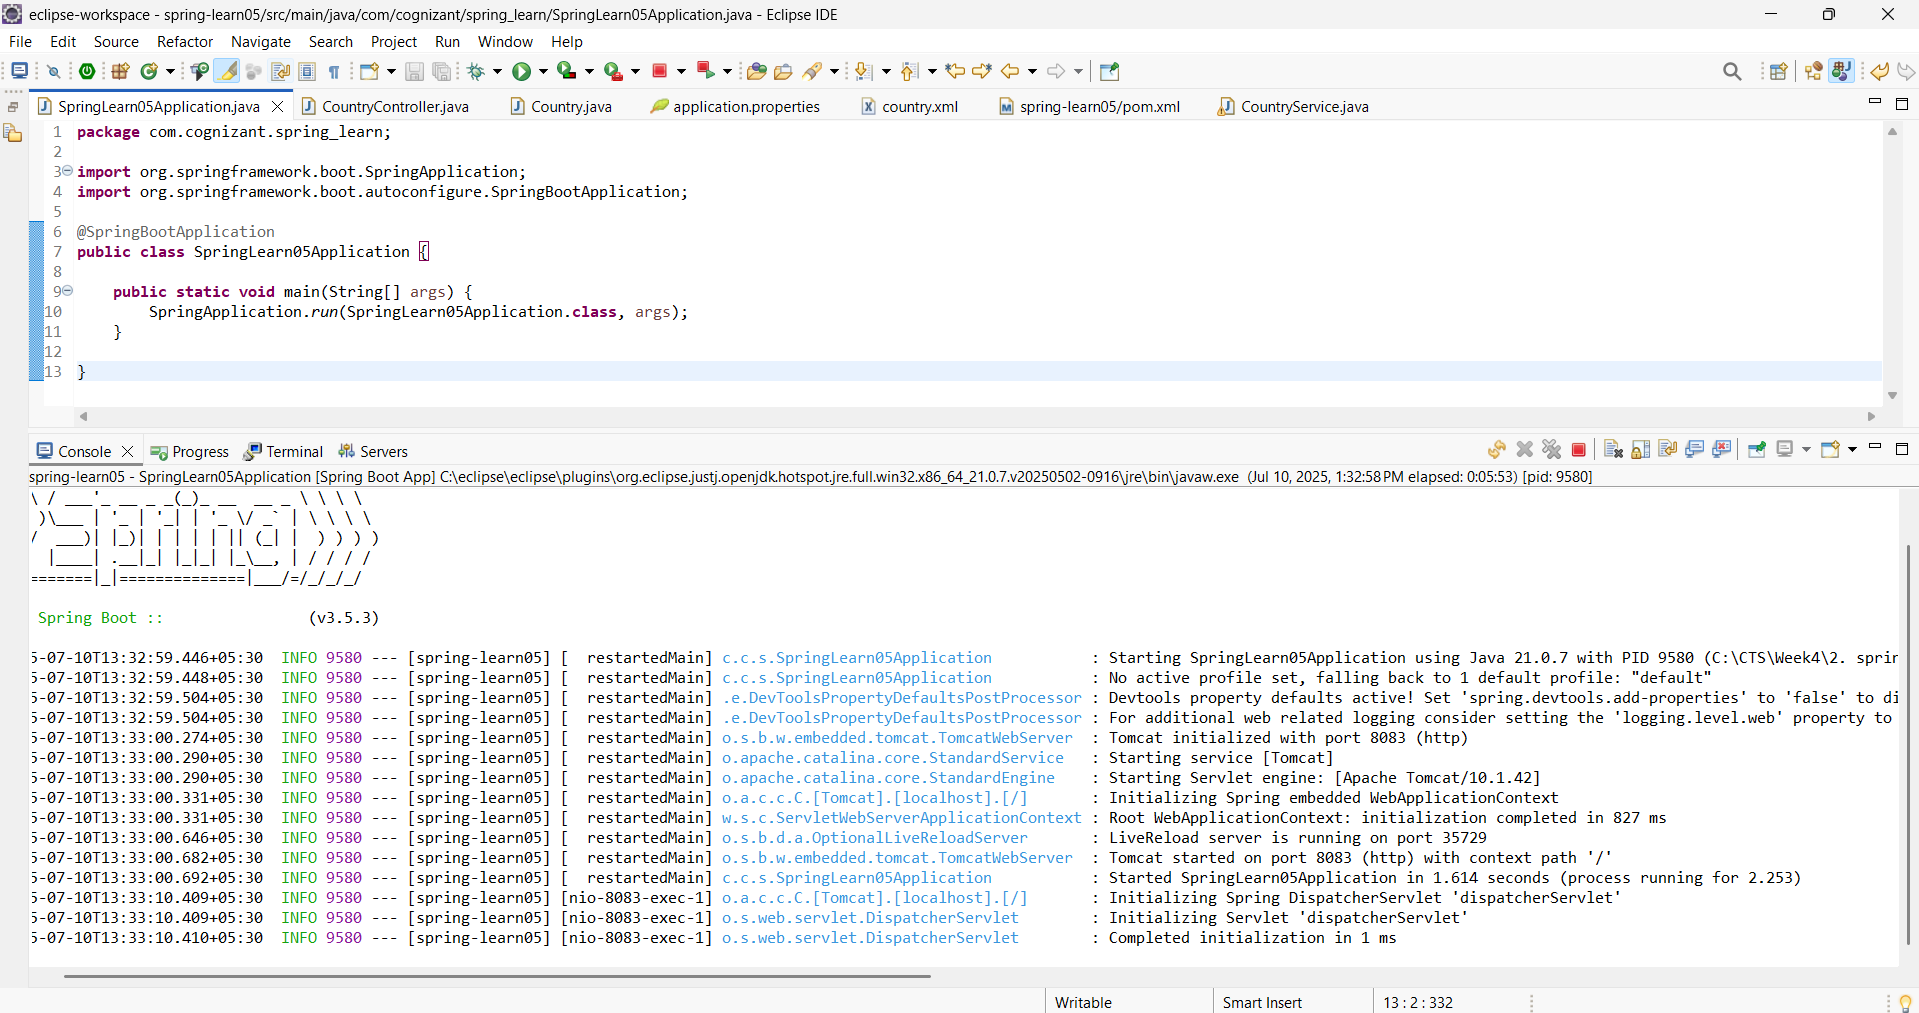 eclipse-workspace - spring-learn05/src/main/java/com/cognizant/spring_learn/SpringLearn05Application.java - Eclipse IDE
File Edit Source Refactor Navigate Search Project Run Window Help
SpringLearn05Application.java CountryController.java Country.java application.properties country.xml spring-learn05/pom.xml CountryService.java
1 package com.cognizant.spring_learn;
2
3 import org.springframework.boot.SpringApplication;
4 import org.springframework.boot.autoconfigure.SpringBootApplication;
5
6 @SpringBootApplication
7 public class SpringLearn05Application {
8
9 public static void main(String[] args) {
10 SpringApplication.run(SpringLearn05Application.class, args);
11 }
12
13 }
Console Progress Terminal Servers
spring-learn05 - SpringLearn05Application [Spring Boot App] C:\eclipse\eclipse\plugins\org.eclipse.justj.openjdk.hotspot.jre.full.win32.x86_64_21.0.7.v20250502-0916\jre\bin\javaw.exe (Jul 10, 2025, 1:32:58 PM elapsed: 0:05:53) [pid: 9580]
Spring Boot :: (v3.5.3)
5-07-10T13:32:59.446+05:30 INFO 9580 --- [spring-learn05] [ restartedMain] c.c.s.SpringLearn05Application : Starting SpringLearn05Application using Java 21.0.7 with PID 9580 (C:\CTS\Week4\2. sprin
5-07-10T13:32:59.448+05:30 INFO 9580 --- [spring-learn05] [ restartedMain] c.c.s.SpringLearn05Application : No active profile set, falling back to 1 default profile: "default"
5-07-10T13:32:59.504+05:30 INFO 9580 --- [spring-learn05] [ restartedMain] .e.DevToolsPropertyDefaultsPostProcessor : Devtools property defaults active! Set 'spring.devtools.add-properties' to 'false' to di
5-07-10T13:32:59.504+05:30 INFO 9580 --- [spring-learn05] [ restartedMain] .e.DevToolsPropertyDefaultsPostProcessor : For additional web related logging consider setting the 'logging.level.web' property to
5-07-10T13:33:00.274+05:30 INFO 9580 --- [spring-learn05] [ restartedMain] o.s.b.w.embedded.tomcat.TomcatWebServer : Tomcat initialized with port 8083 (http)
5-07-10T13:33:00.290+05:30 INFO 9580 --- [spring-learn05] [ restartedMain] o.apache.catalina.core.StandardService : Starting service [Tomcat]
5-07-10T13:33:00.290+05:30 INFO 9580 --- [spring-learn05] [ restartedMain] o.apache.catalina.core.StandardEngine : Starting Servlet engine: [Apache Tomcat/10.1.42]
5-07-10T13:33:00.331+05:30 INFO 9580 --- [spring-learn05] [ restartedMain] o.a.c.c.C.[Tomcat].[localhost].[/] : Initializing Spring embedded WebApplicationContext
5-07-10T13:33:00.331+05:30 INFO 9580 --- [spring-learn05] [ restartedMain] w.s.c.ServletWebServerApplicationContext : Root WebApplicationContext: initialization completed in 827 ms
5-07-10T13:33:00.646+05:30 INFO 9580 --- [spring-learn05] [ restartedMain] o.s.b.d.a.OptionalLiveReloadServer : LiveReload server is running on port 35729
5-07-10T13:33:00.682+05:30 INFO 9580 --- [spring-learn05] [ restartedMain] o.s.b.w.embedded.tomcat.TomcatWebServer : Tomcat started on port 8083 (http) with context path '/'
5-07-10T13:33:00.692+05:30 INFO 9580 --- [spring-learn05] [ restartedMain] c.c.s.SpringLearn05Application : Started SpringLearn05Application in 1.614 seconds (process running for 2.253)
5-07-10T13:33:10.409+05:30 INFO 9580 --- [spring-learn05] [nio-8083-exec-1] o.a.c.c.C.[Tomcat].[localhost].[/] : Initializing Spring DispatcherServlet 'dispatcherServlet'
5-07-10T13:33:10.409+05:30 INFO 9580 --- [spring-learn05] [nio-8083-exec-1] o.s.web.servlet.DispatcherServlet : Initializing Servlet 'dispatcherServlet'
5-07-10T13:33:10.410+05:30 INFO 9580 --- [spring-learn05] [nio-8083-exec-1] o.s.web.servlet.DispatcherServlet : Completed initialization in 1 ms
Writable Smart Insert 13 : 2 : 332